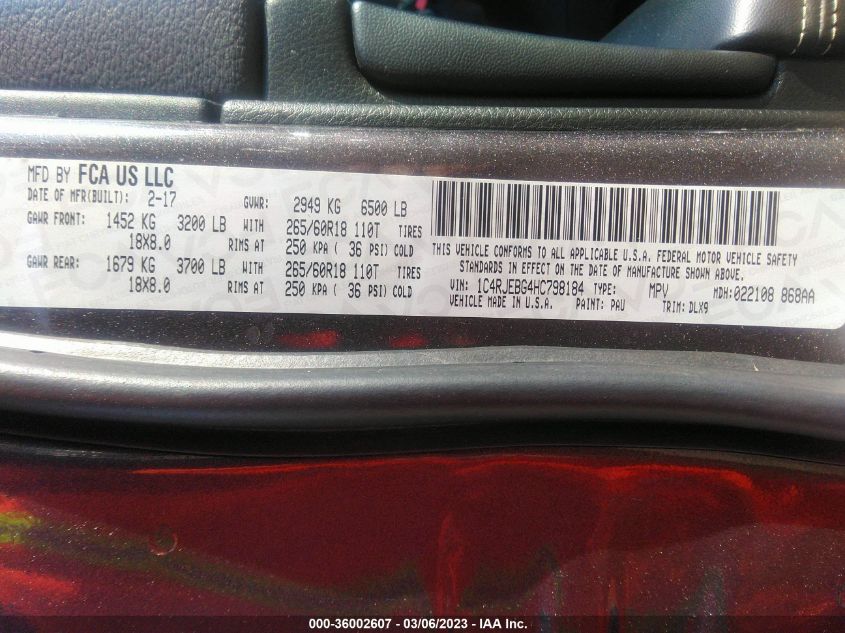 MFD BY FCA US LLC
DATE OF MFR(BUILT): 2-17 GVWR: 2949 KG 6500 LB
GAWR FRONT: 1452 KG 3200 LB WITH 265/60R18 110T TIRES
18X8.0 RIMS AT 250 KPA ( 36 PSI) COLD
GAWR REAR: 1679 KG 3700 LB WITH 265/60R18 110T TIRES
18X8.0 RIMS AT 250 KPA ( 36 PSI) COLD
THIS VEHICLE CONFORMS TO ALL APPLICABLE U.S.A. FEDERAL MOTOR VEHICLE SAFETY
STANDARDS IN EFFECT ON THE DATE OF MANUFACTURE SHOWN ABOVE.
VIN: 1C4RJEBG4HC798184 TYPE: MPV MDH:022108 868AA
VEHICLE MADE IN U.S.A. PAINT: PAU TRIM: DLX9
000-36002607 - 03/06/2023 - IAA Inc.